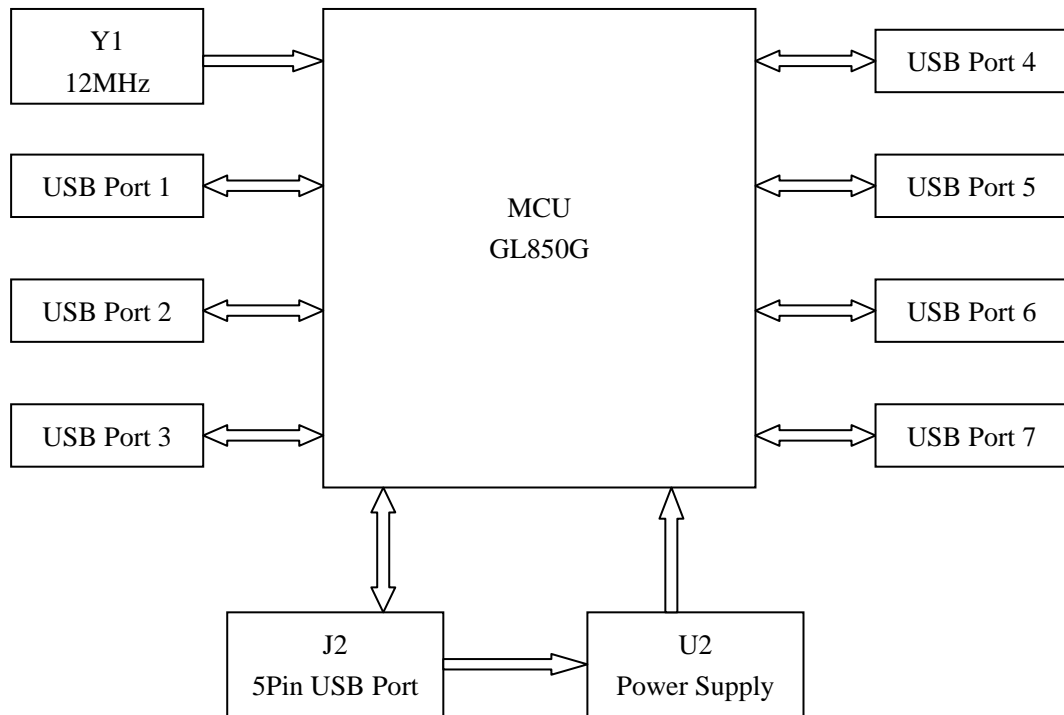 Y1
12MHz
USB Port 1
USB Port 2
USB Port 3
MCU
GL850G
USB Port 4
USB Port 5
USB Port 6
USB Port 7
J2
5Pin USB Port
U2
Power Supply